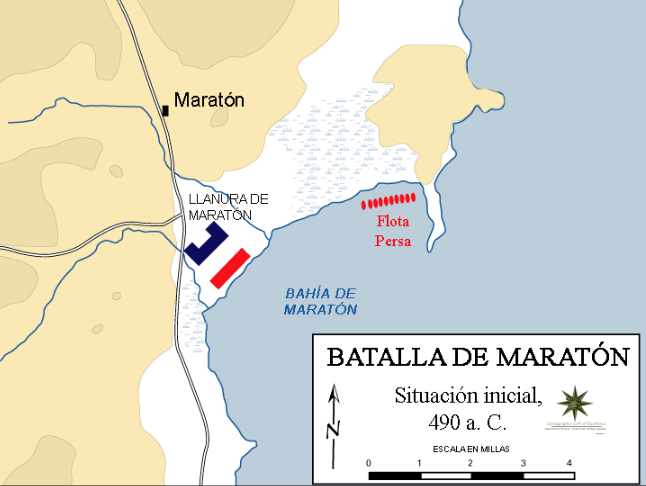 Maratón
LLANURA DE
MARATÓN
Flota
Persa
BAHÍA DE
MARATÓN
BATALLA DE MARATÓN
Situación inicial,
490 a. C.
ESCALA EN MILLAS
N
0 1 2 3 4